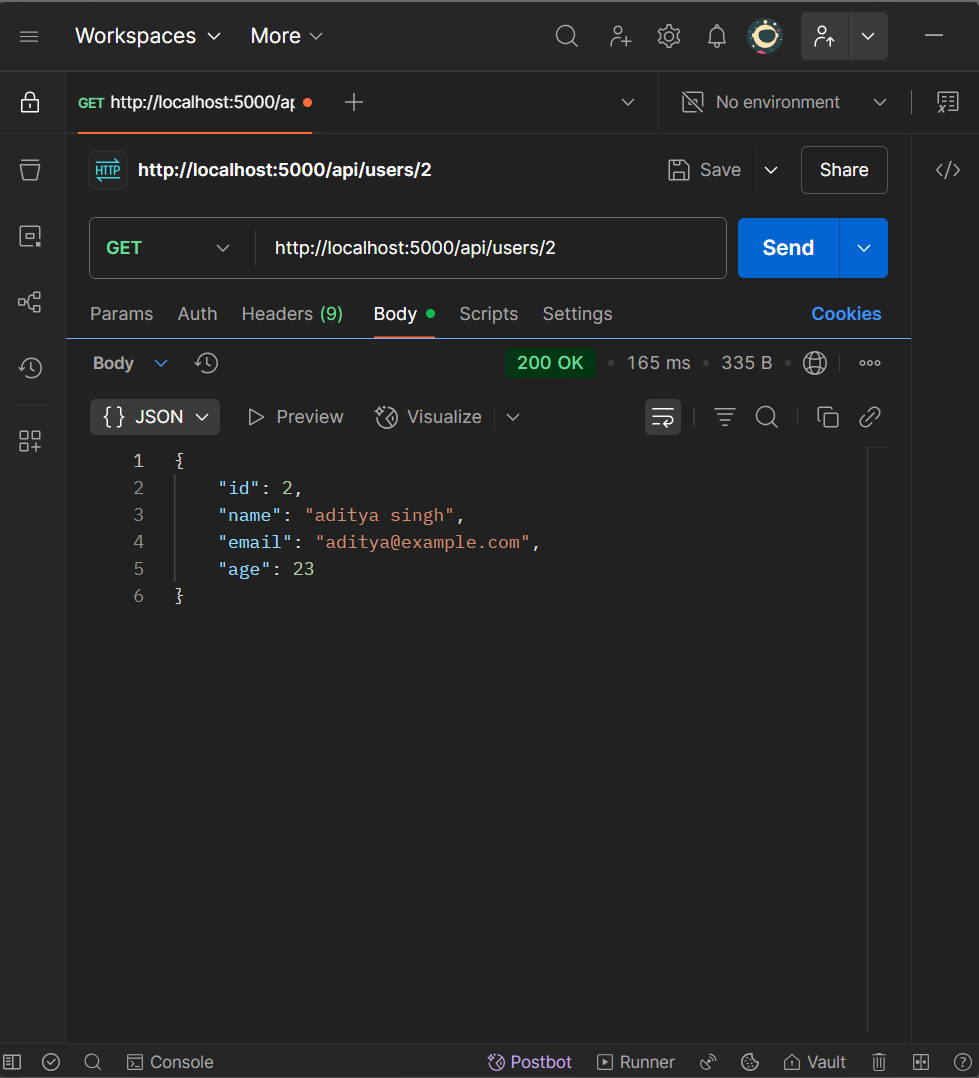 Workspaces More
GET http://localhost:5000/ap No environment
HTTP http://localhost:5000/api/users/2 Save Share
GET http://localhost:5000/api/users/2 Send
Params Auth Headers (9) Body Scripts Settings Cookies
Body 200 OK 165 ms 335 B
{} JSON Preview Visualize
1 {
2 "id": 2,
3 "name": "aditya singh",
4 "email": "aditya@example.com",
5 "age": 23
6 }
Console Postbot Runner Vault